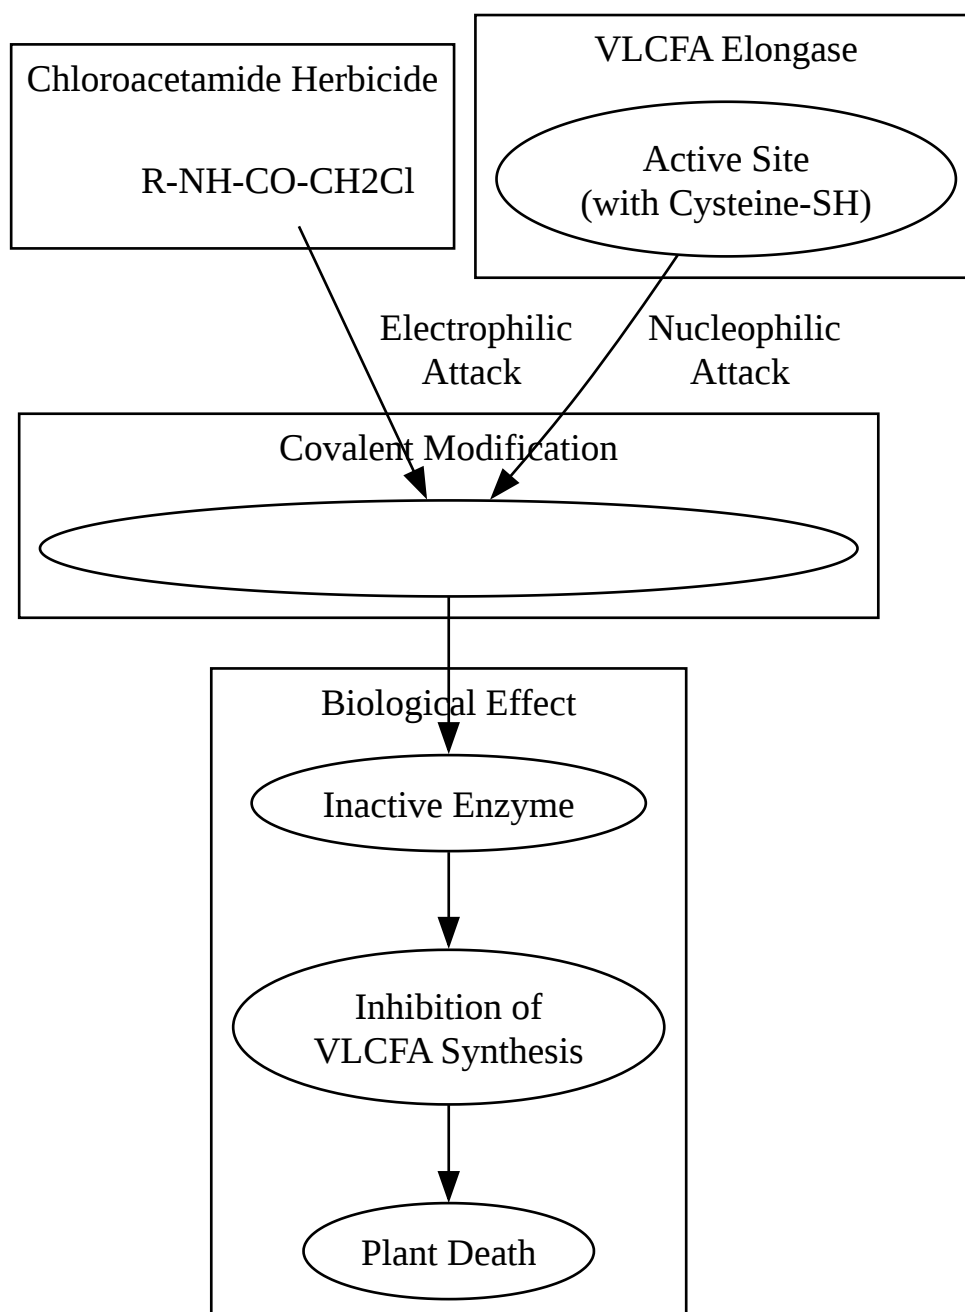 Chloroacetamide Herbicide
R-NH-CO-CH2Cl
VLCFA Elongase
Active Site
(with Cysteine-SH)
Electrophilic
Attack
Nucleophilic
Attack
Covalent Modification
Biological Effect
Inactive Enzyme
Inhibition of
VLCFA Synthesis
Plant Death